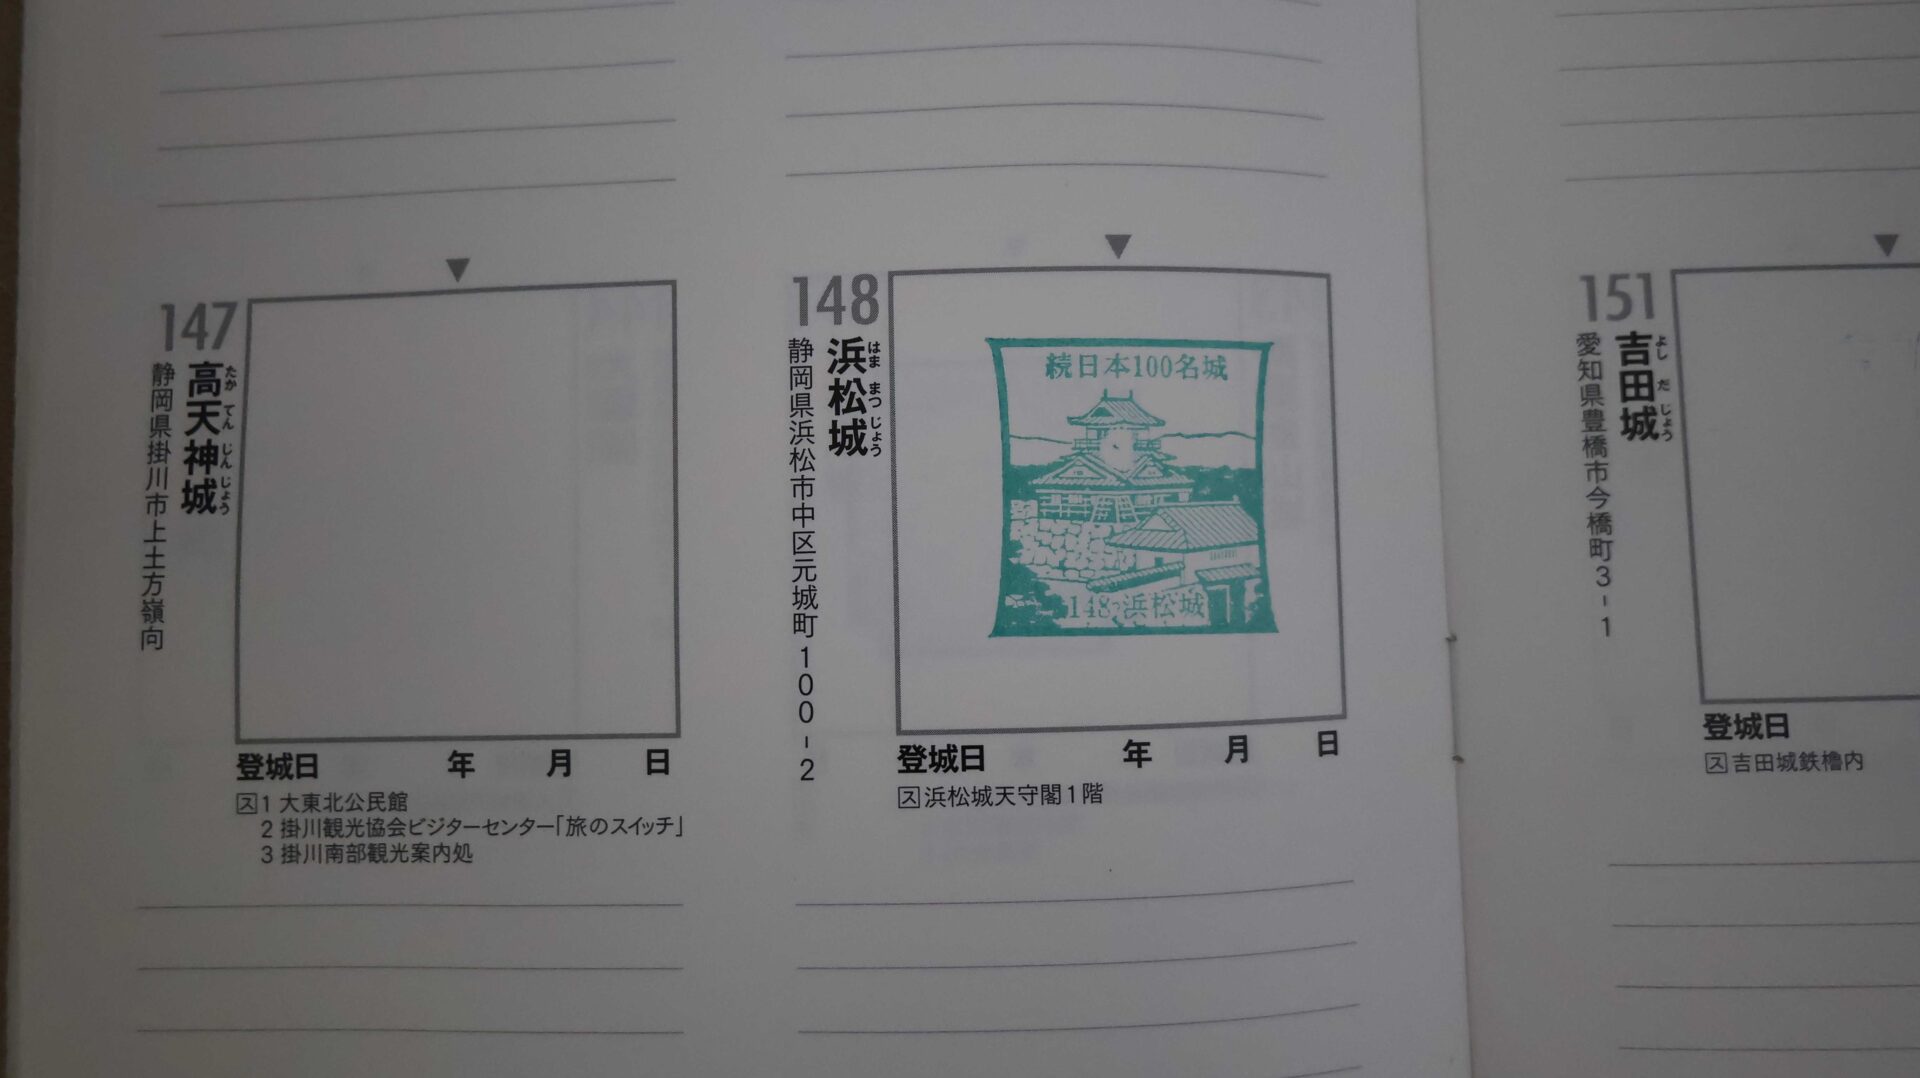 147
高天神城
たかてんじんじょう
静岡県掛川市上土方嶺向
登城日 年 月 日
ス1 大東北公民館
2 掛川観光協会ビジターセンター「旅のスイッチ」
3 掛川南部観光案内処
148
浜松城
はままつじょう
静岡県浜松市中区元城町100-2
続日本100名城
148 浜松城
登城日 年 月 日
ス浜松城天守閣1階
151
吉田城
よしだじょう
愛知県豊橋市今橋町3-1
登城日
ス吉田城鉄櫓内